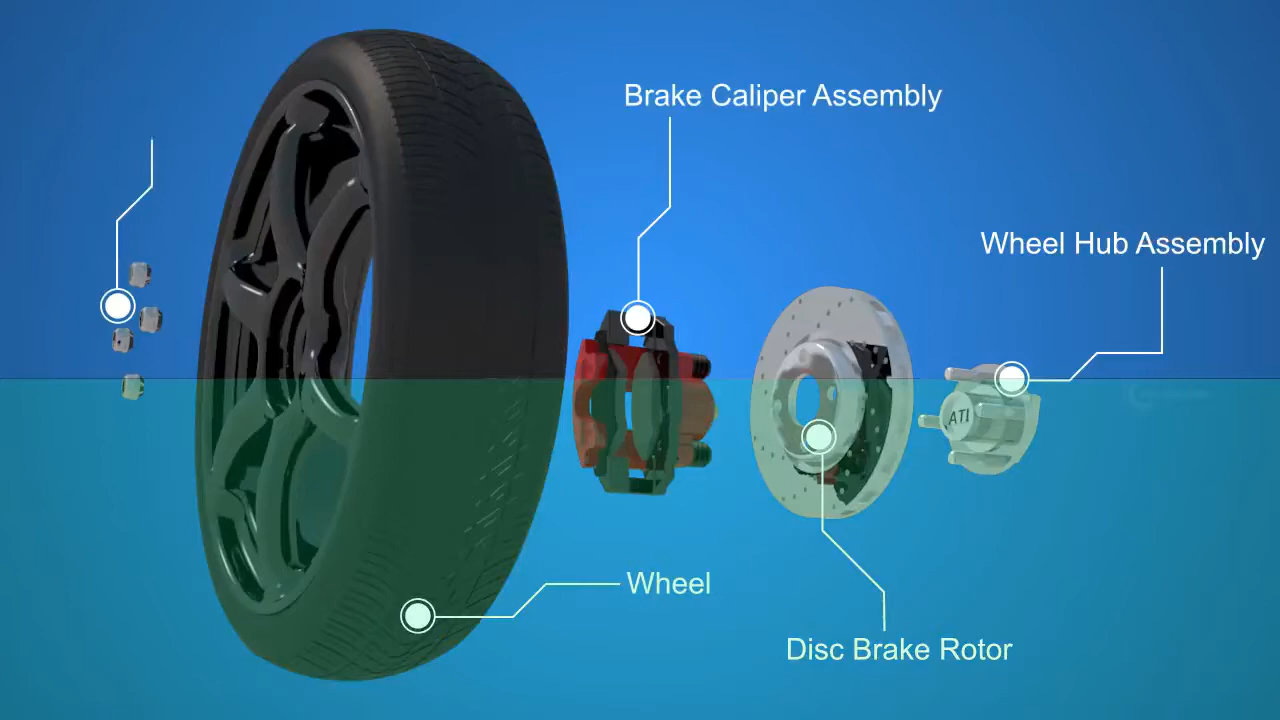 Brake Caliper Assembly
Wheel Hub Assembly
ATI
Wheel
Disc Brake Rotor